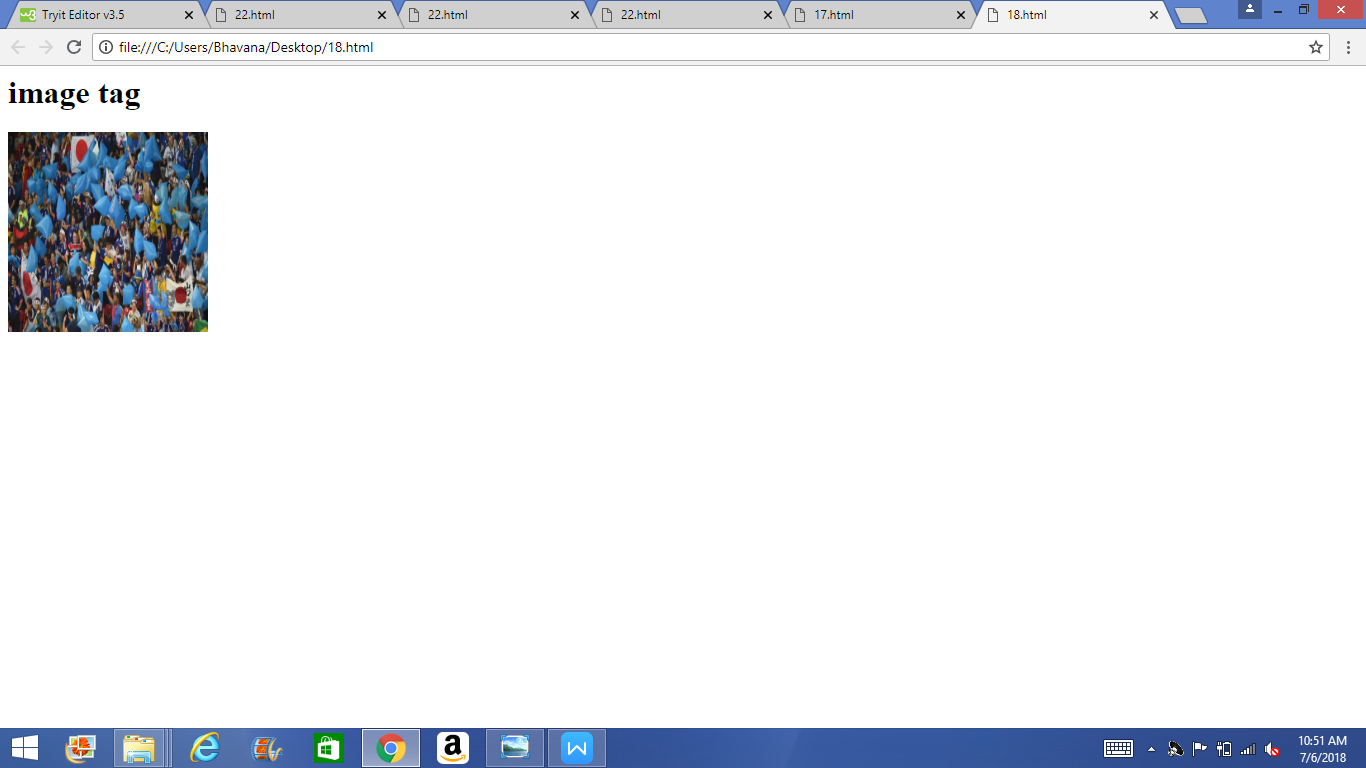 Tryit Editor v3.5
22.html
22.html
22.html
17.html
18.html
file:///C:/Users/Bhavana/Desktop/18.html
image tag
10:51 AM
7/6/2018